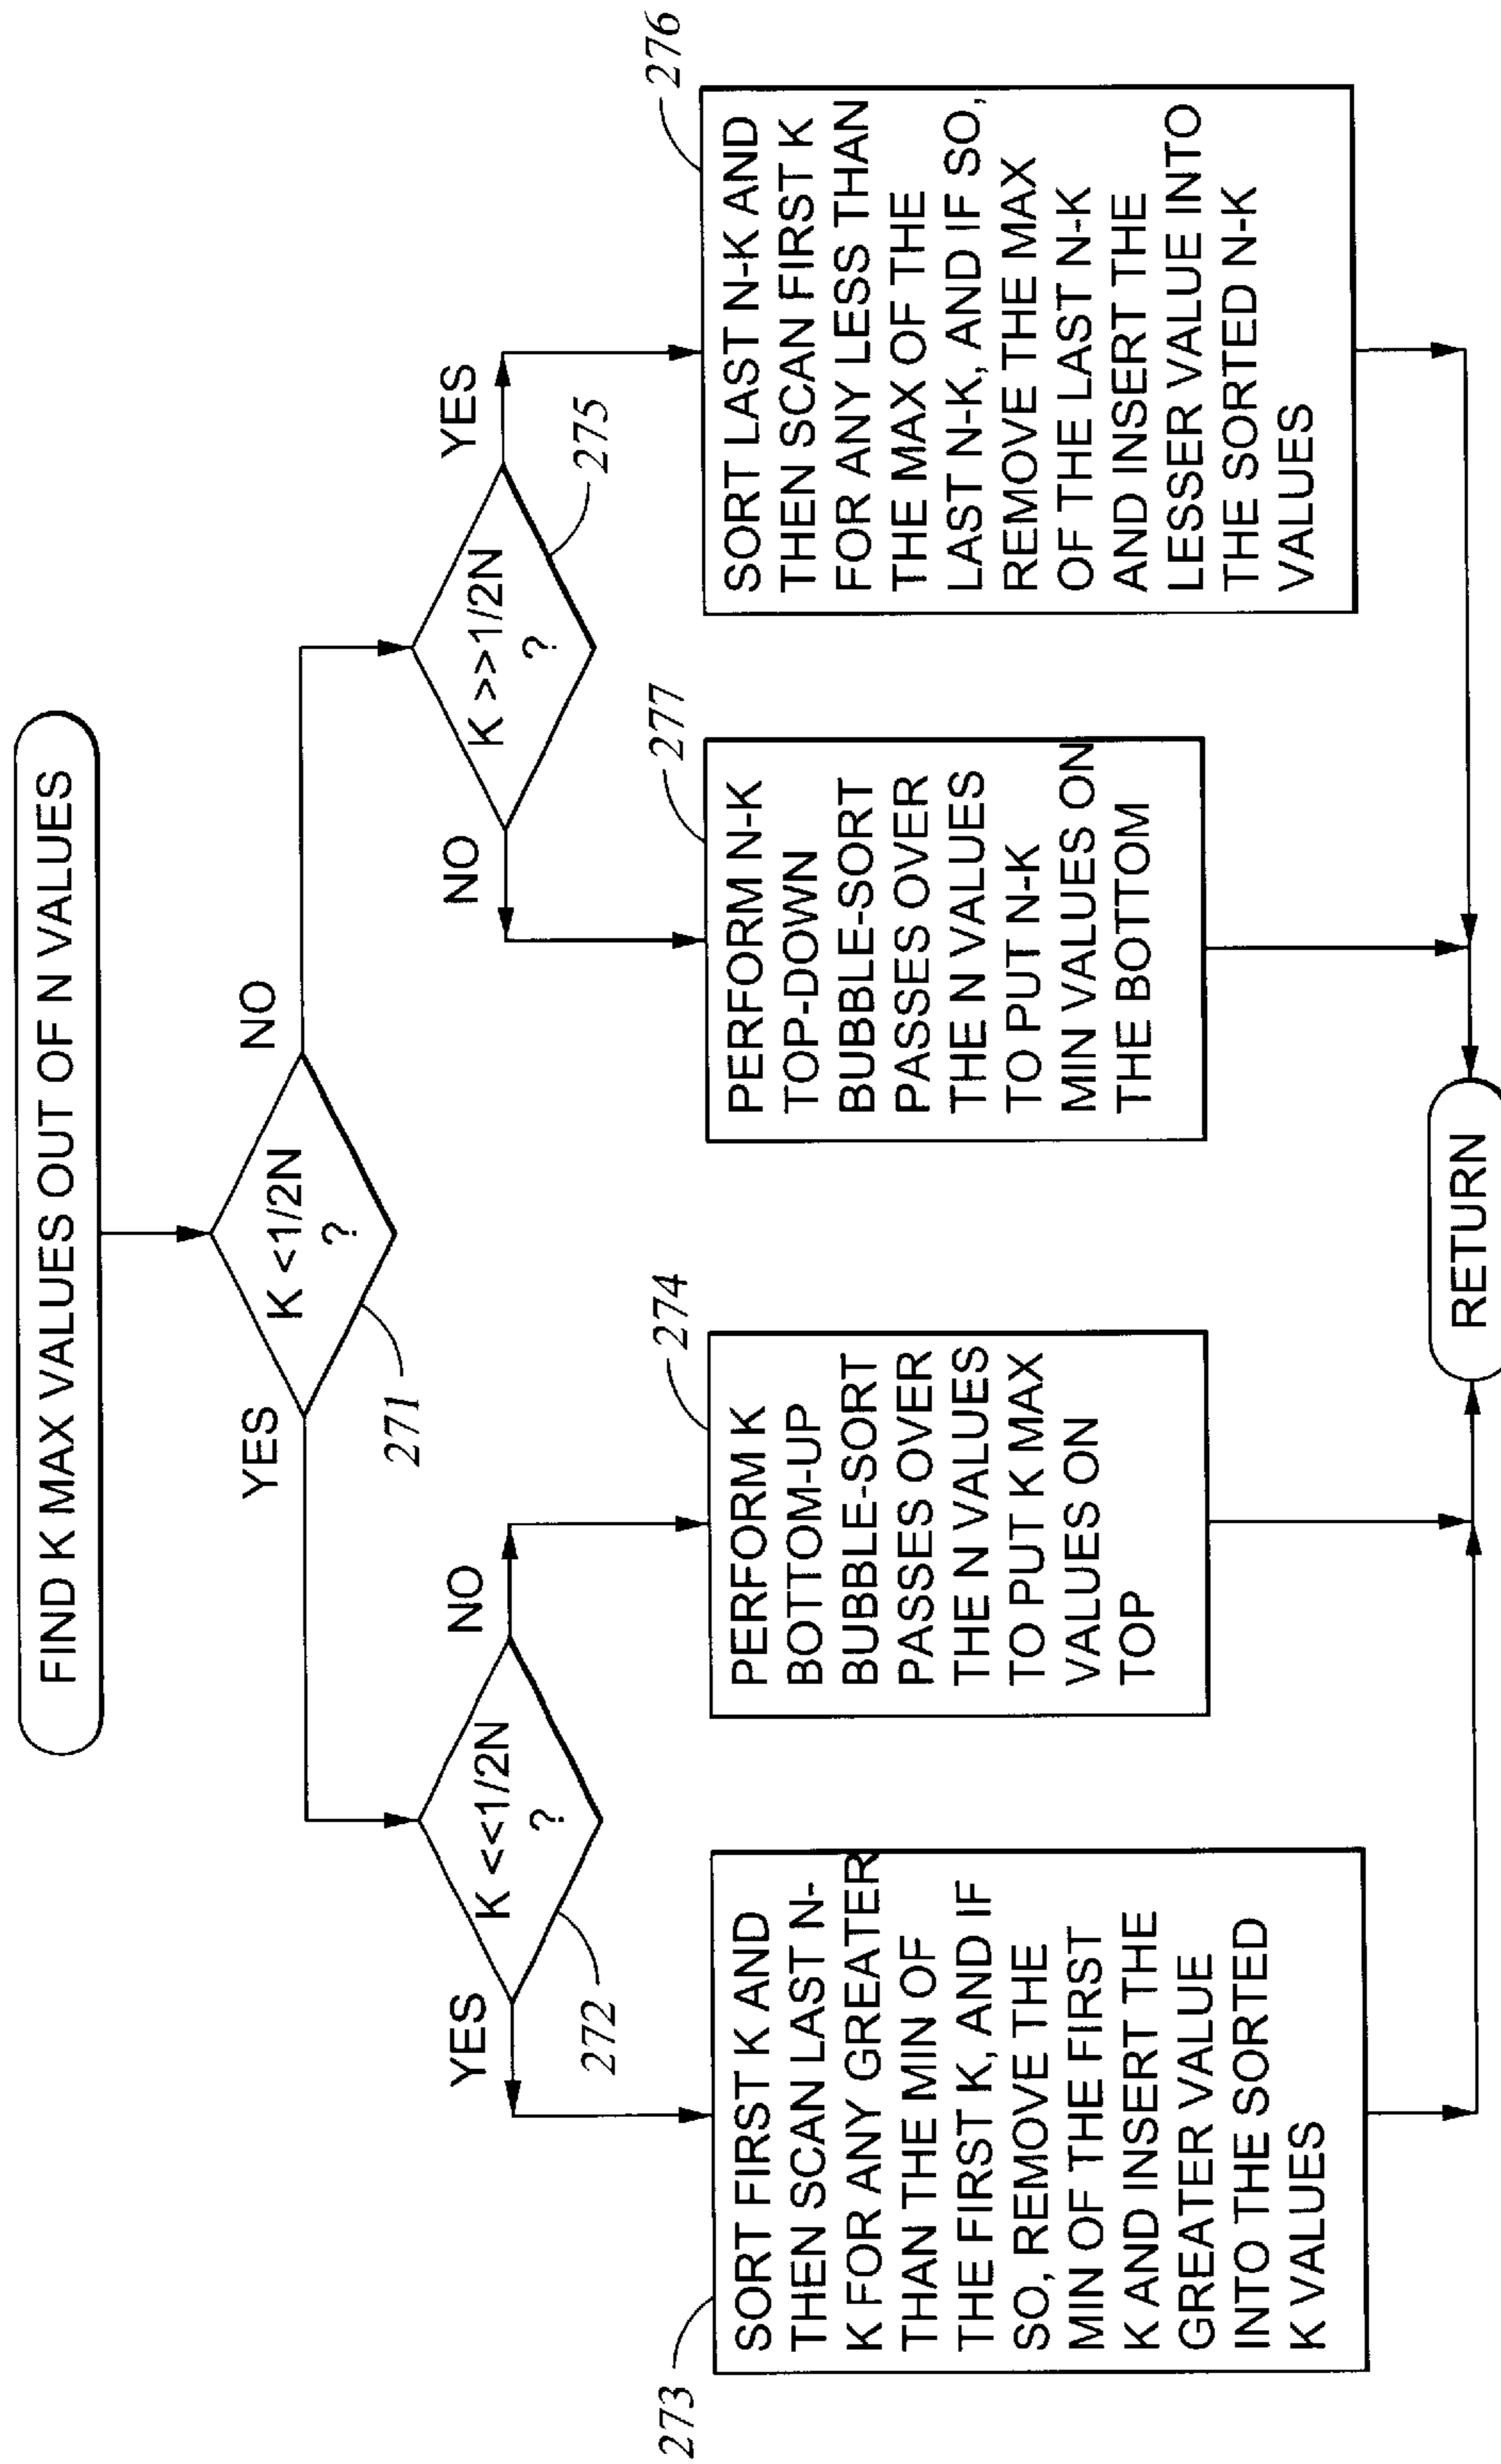 FIND K MAX VALUES OUT OF N VALUES
K <1/2N
?
271
YES
NO
K <<1/2N
?
272
YES
NO
K >>1/2N
?
275
NO
YES
273
SORT FIRST K AND
THEN SCAN LAST N-
K FOR ANY GREATER
THAN THE MIN OF
THE FIRST K, AND IF
SO, REMOVE THE
MIN OF THE FIRST
K AND INSERT THE
GREATER VALUE
INTO THE SORTED
K VALUES
274
PERFORM K
BOTTOM-UP
BUBBLE-SORT
PASSES OVER
THE N VALUES
TO PUT K MAX
VALUES ON
TOP
277
PERFORM N-K
TOP-DOWN
BUBBLE-SORT
PASSES OVER
THE N VALUES
TO PUT N-K
MIN VALUES ON
THE BOTTOM
276
SORT LAST N-K AND
THEN SCAN FIRST K
FOR ANY LESS THAN
THE MAX OF THE
LAST N-K, AND IF SO,
REMOVE THE MAX
OF THE LAST N-K
AND INSERT THE
LESSER VALUE INTO
THE SORTED N-K
VALUES
RETURN